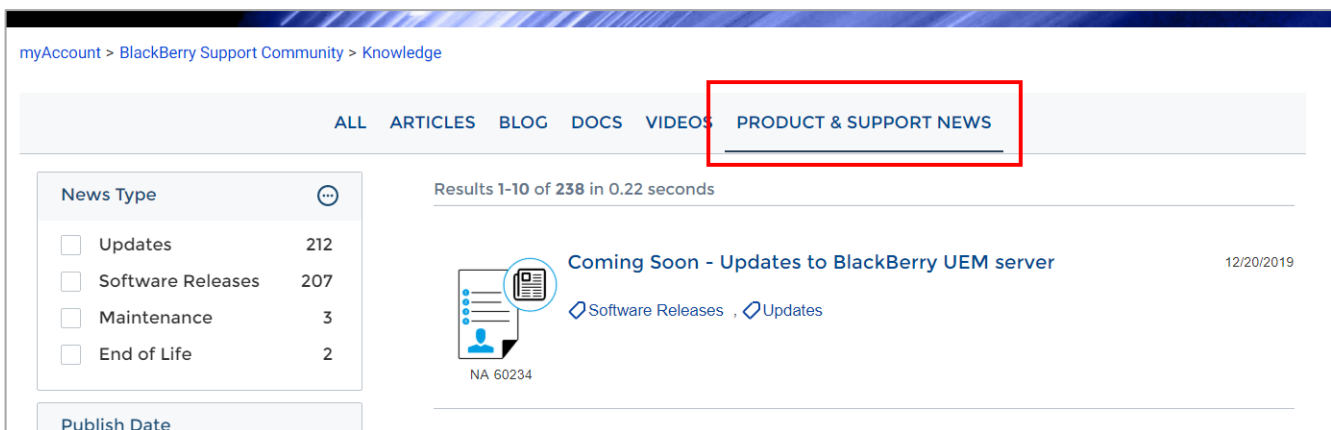 myAccount > BlackBerry Support Community > Knowledge
ALL ARTICLES BLOG DOCS VIDEOS PRODUCT & SUPPORT NEWS
News Type
Updates 212
Software Releases 207
Maintenance 3
End of Life 2
Publish Date
Results 1-10 of 238 in 0.22 seconds
Coming Soon - Updates to BlackBerry UEM server 12/20/2019
Software Releases , Updates
NA 60234